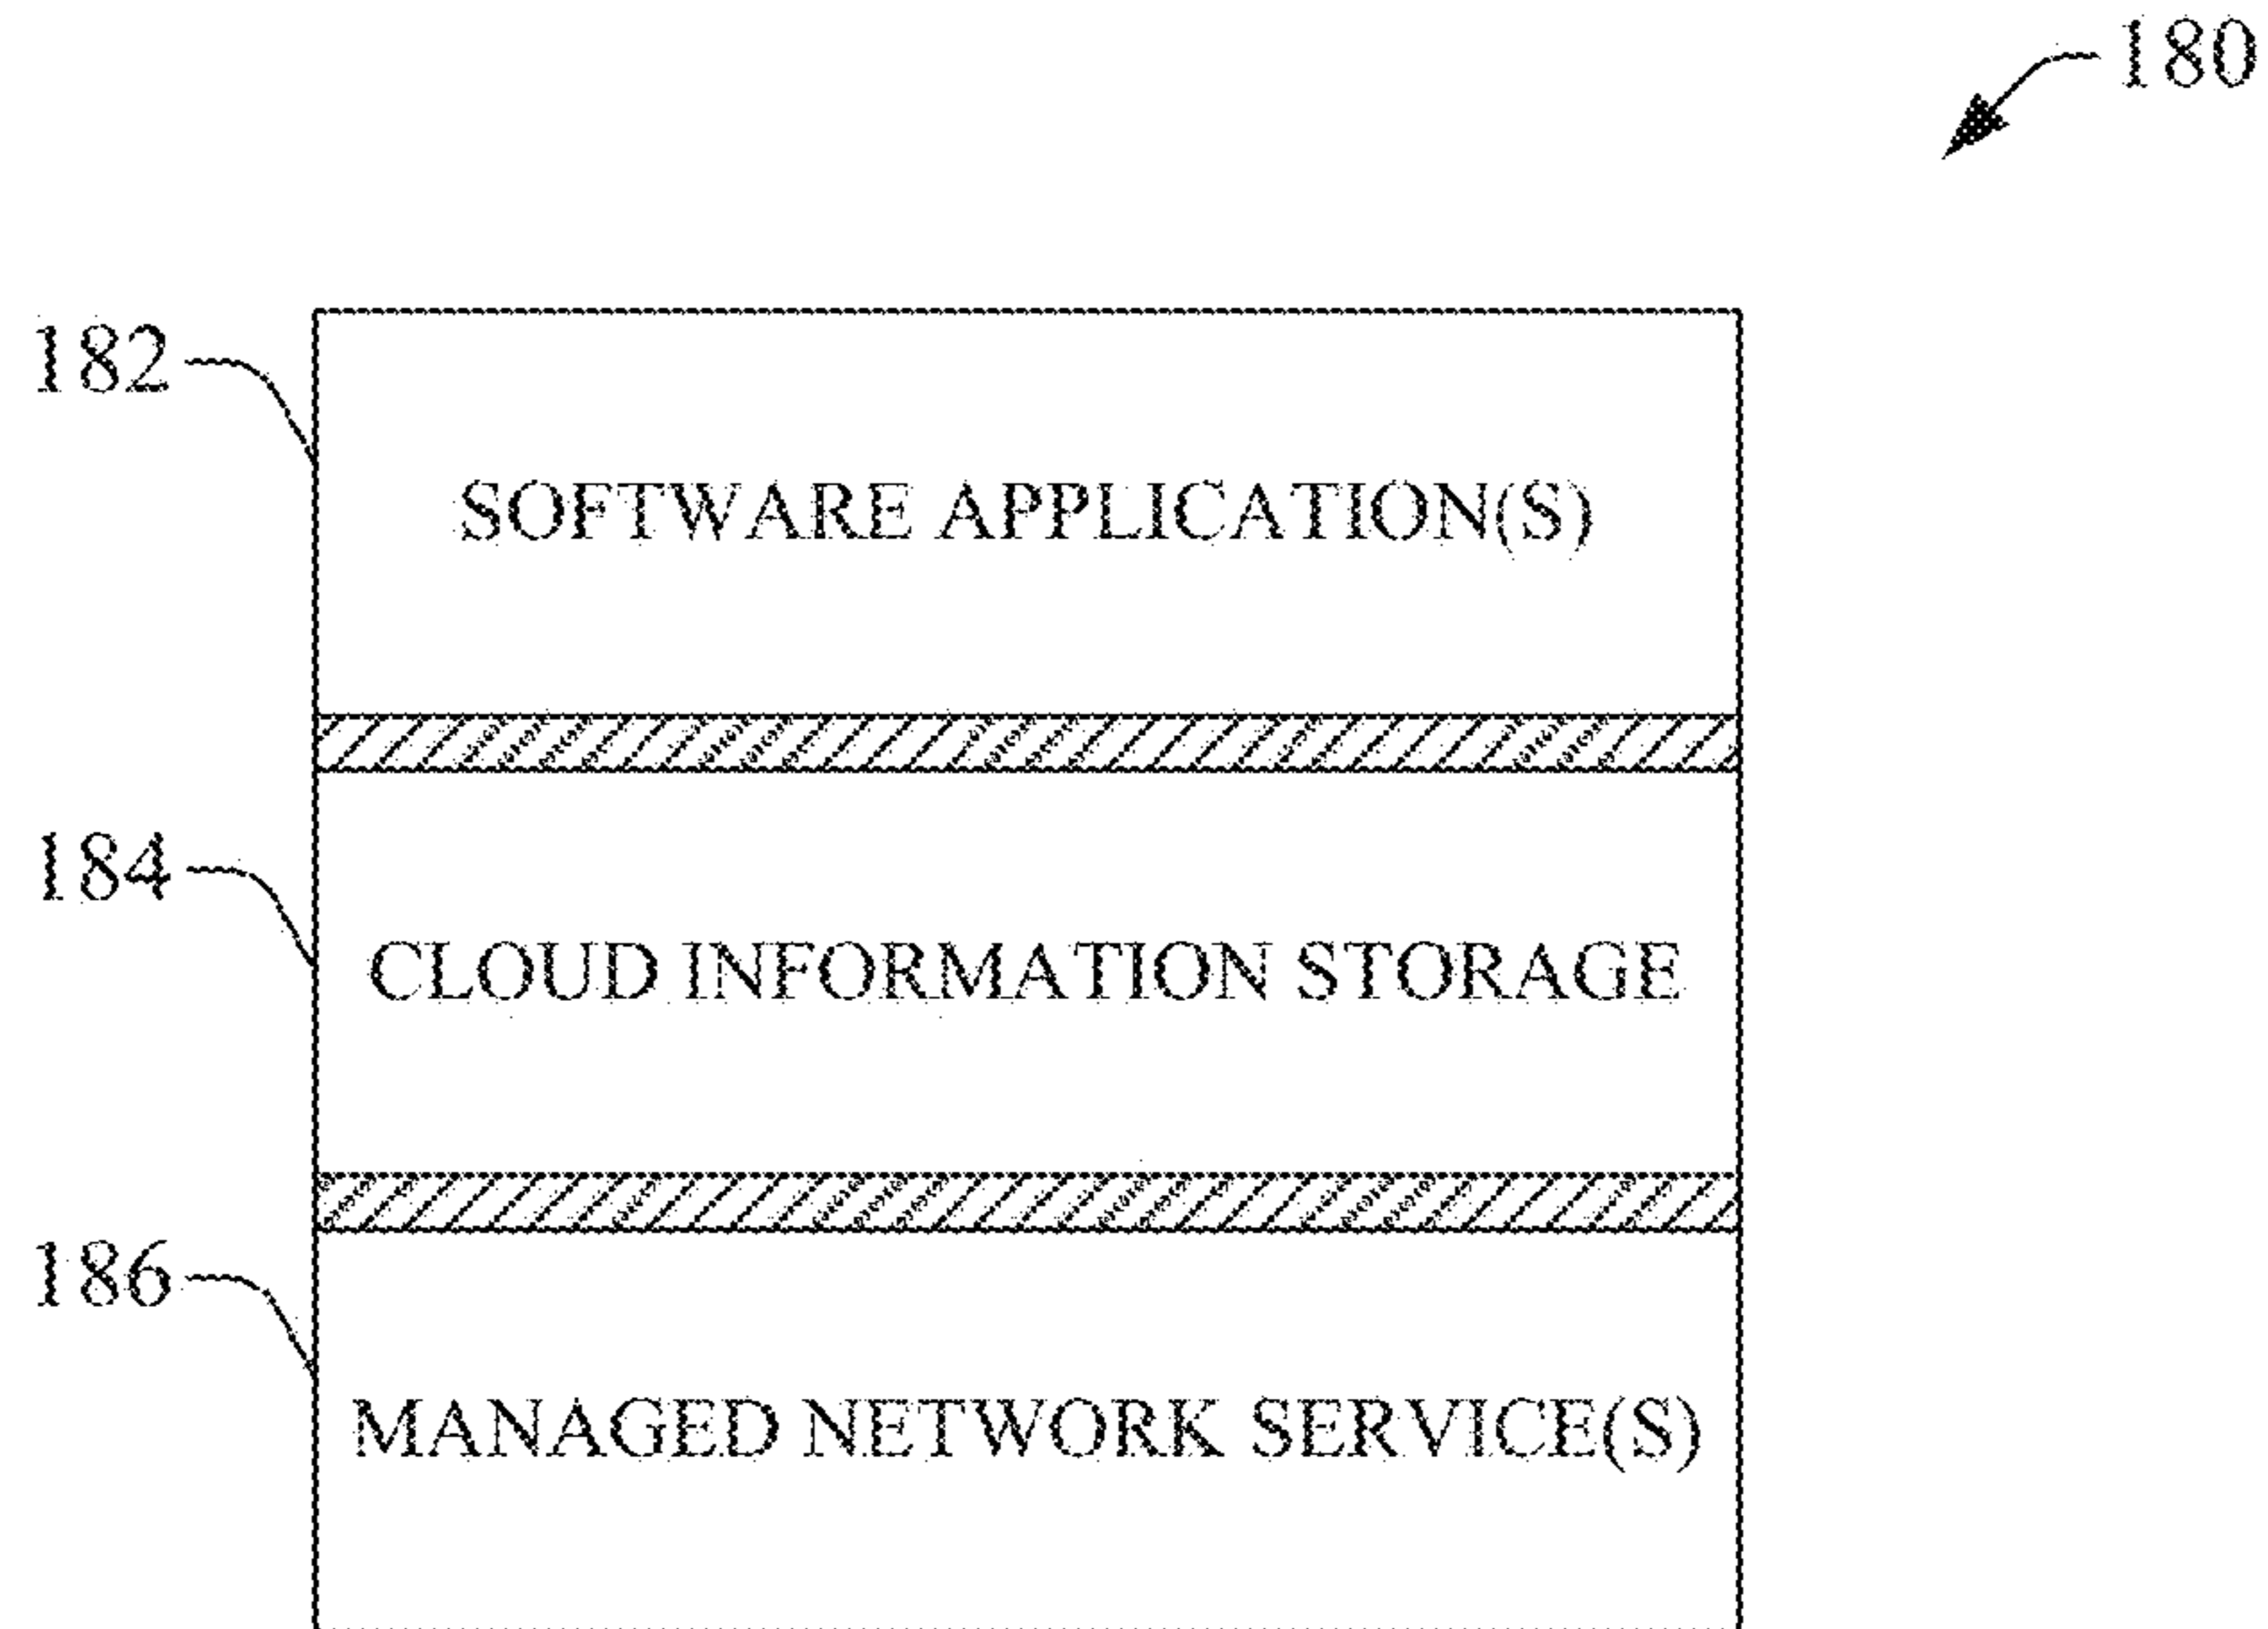 180
182
SOFTWARE APPLICATION(S)
184
CLOUD INFORMATION STORAGE
186
MANAGED NETWORK SERVICE(S)